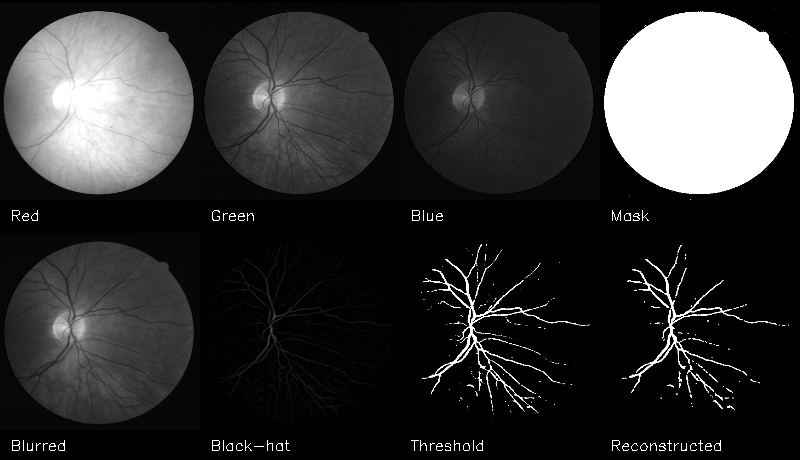 Red
Green
Blue
Mask
Blurred
Black-hat
Threshold
Reconstructed